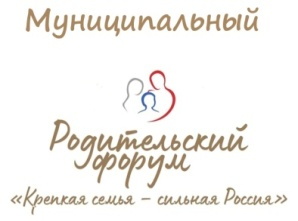 Муниципальный
Родительский
форум
«Крепкая семья – сильная Россия»